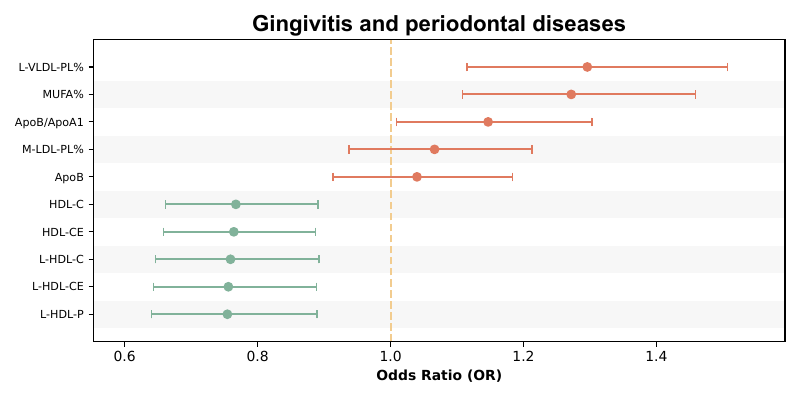 Gingivitis and periodontal diseases
L-VLDL-PL%
MUFA%
ApoB/ApoA1
M-LDL-PL%
ApoB
HDL-C
HDL-CE
L-HDL-C
L-HDL-CE
L-HDL-P
0.6 0.8 1.0 1.2 1.4
Odds Ratio (OR)